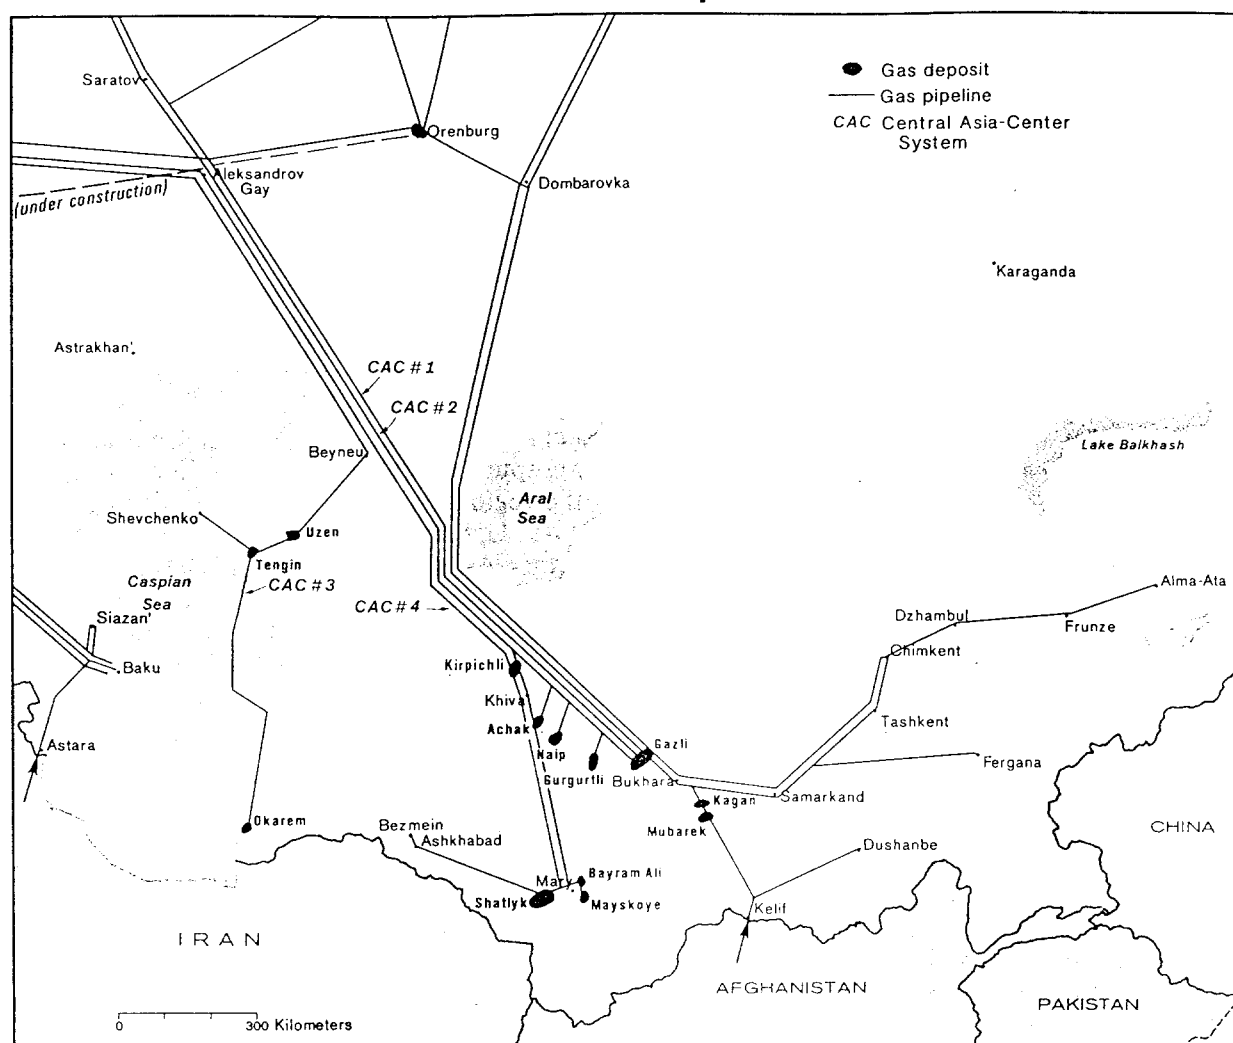 Gas deposit
Gas pipeline
CAC Central Asia-Center
System
Saratov
Orenburg
Aleksandrov
Gay
(under construction)
Dombarovka
Karaganda
Astrakhan'
CAC #1
CAC #2
Beyneu
Lake Balkhash
Aral
Sea
Shevchenko
Uzen
Tengin
CAC #3
Caspian
Sea
CAC #4
Siazan'
Baku
Alma-Ata
Dzhambul
Frunze
Chimkent
Kirpichli
Khiva
Achak
Naip
Gurgurtli
Gazli
Bukhara
Tashkent
Fergana
Samarkand
Astara
Kagan
Mubarek
Okarem
Bezmein
Ashkhabad
Dushanbe
CHINA
Mary
Bayram Ali
Shatlyk
Mayskoye
Kelif
IRAN
AFGHANISTAN
PAKISTAN
0 300 Kilometers